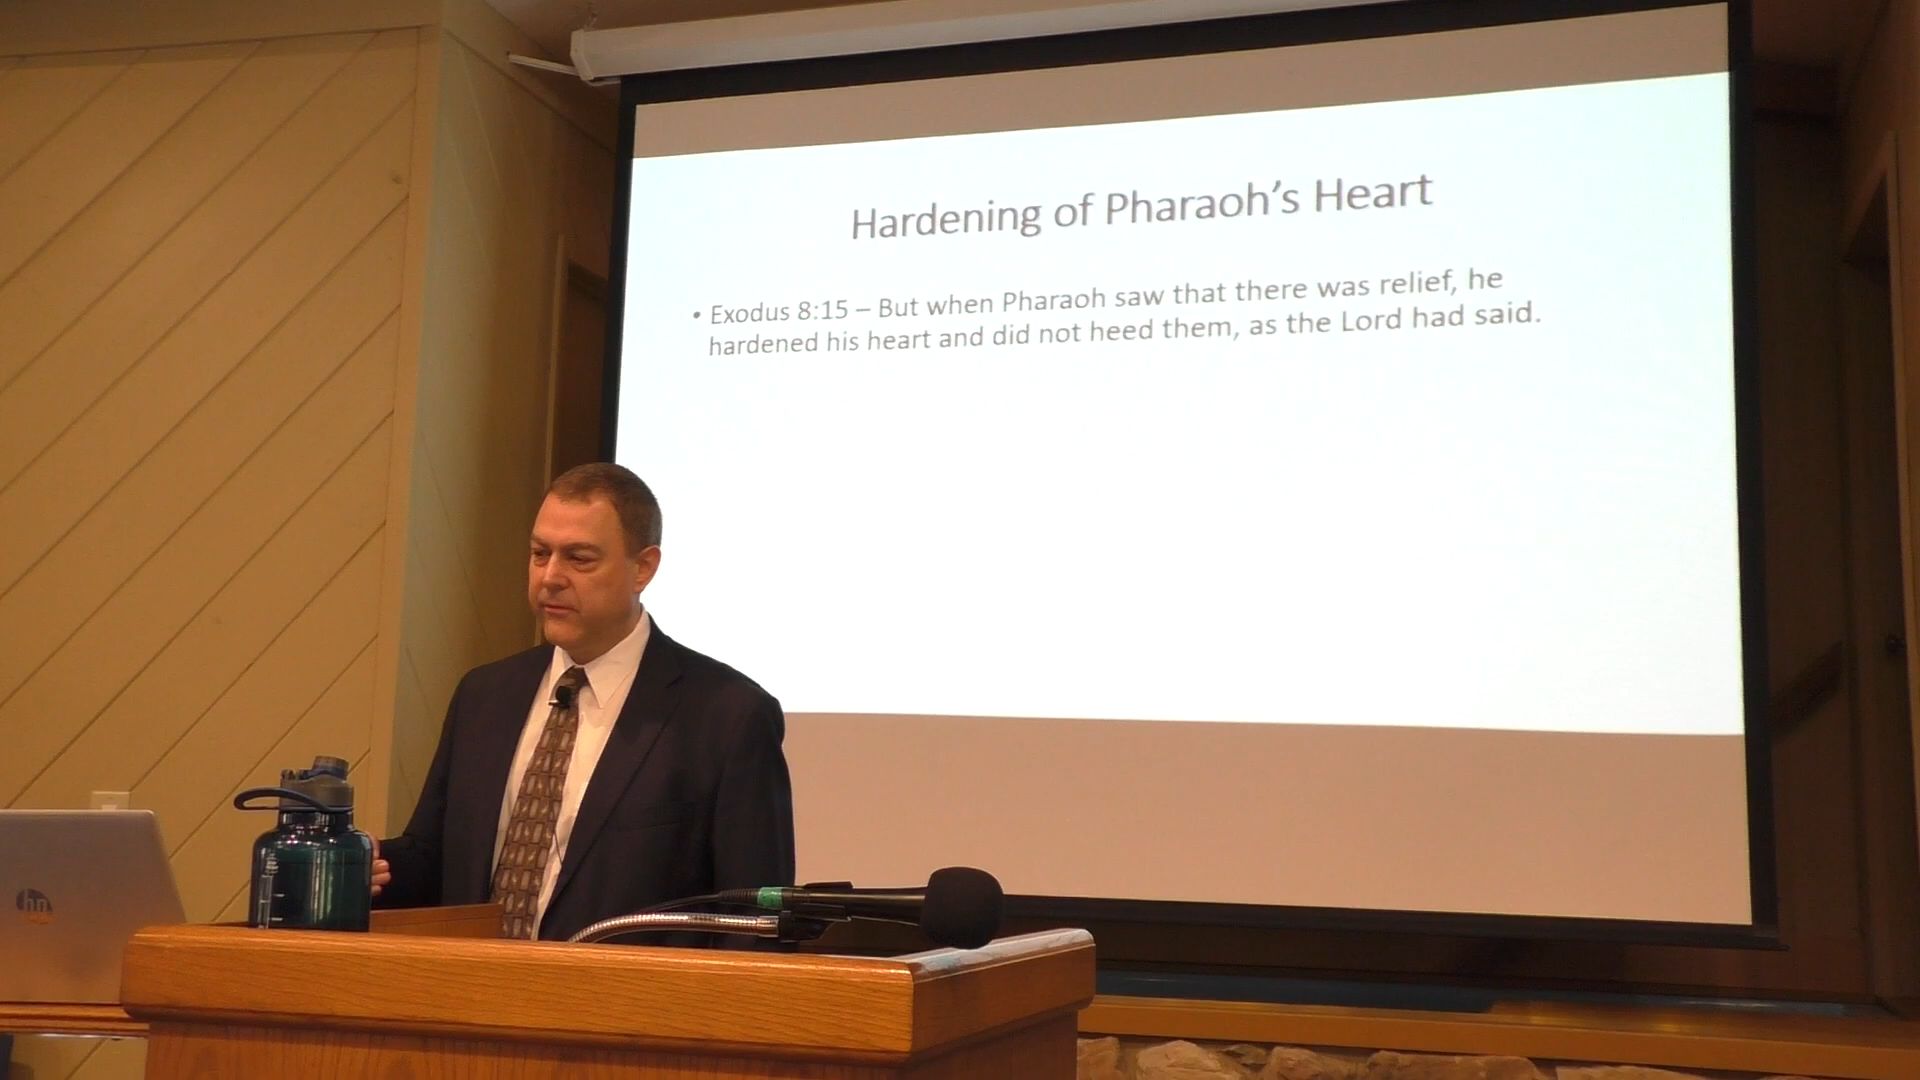 Hardening of Pharaoh's Heart
• Exodus 8:15 – But when Pharaoh saw that there was relief, he
hardened his heart and did not heed them, as the Lord had said.
hp